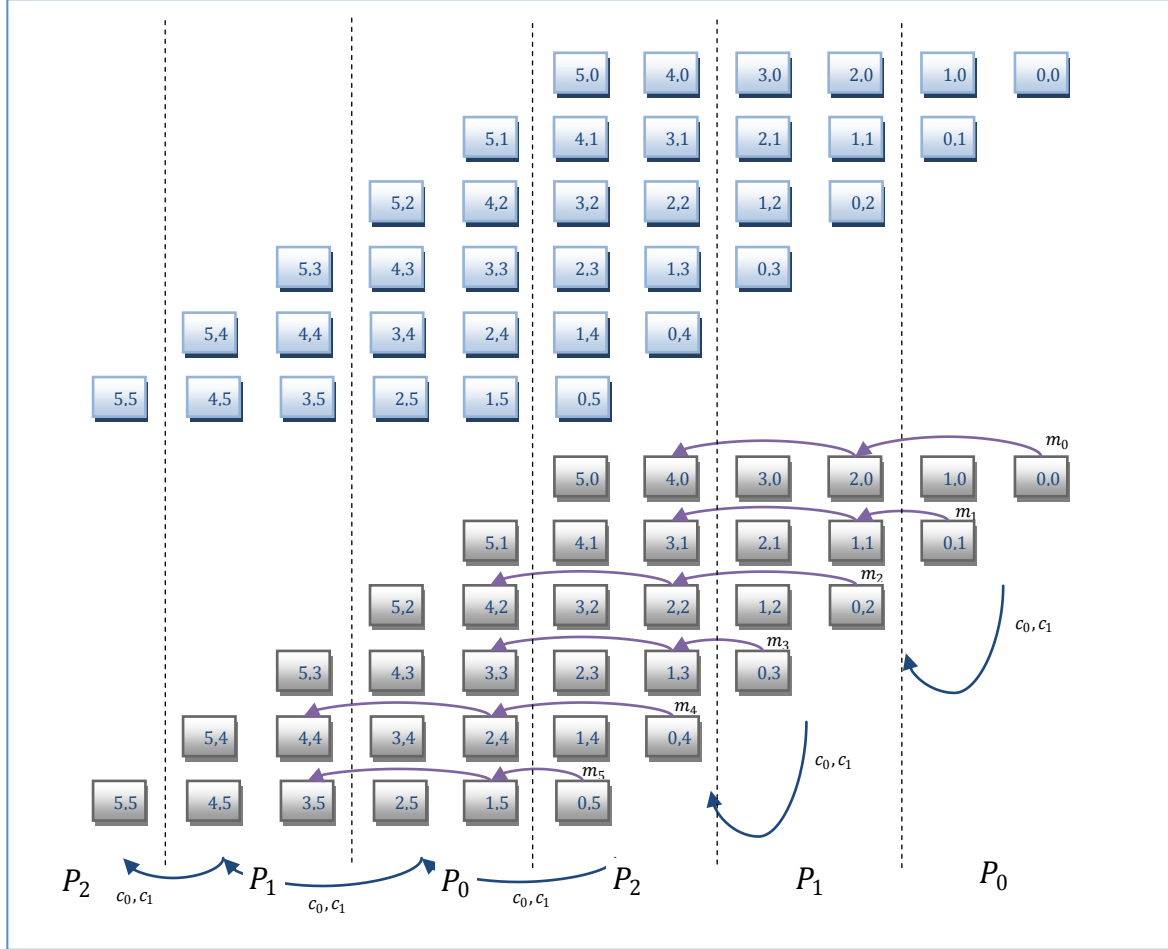 5,0 4,0 3,0 2,0 1,0 0,0
5,1 4,1 3,1 2,1 1,1 0,1
5,2 4,2 3,2 2,2 1,2 0,2
5,3 4,3 3,3 2,3 1,3 0,3
5,4 4,4 3,4 2,4 1,4 0,4
5,5 4,5 3,5 2,5 1,5 0,5
m₀
5,0 4,0 3,0 2,0 1,0 0,0
m₁
5,1 4,1 3,1 2,1 1,1 0,1
m₂
5,2 4,2 3,2 2,2 1,2 0,2
c₀, c₁
m₃
5,3 4,3 3,3 2,3 1,3 0,3
m₄
5,4 4,4 3,4 2,4 1,4 0,4
c₀, c₁
m₅
5,5 4,5 3,5 2,5 1,5 0,5
P₂ P₁ P₀ P₂ P₁ P₀
c₀, c₁ c₀, c₁ c₀, c₁